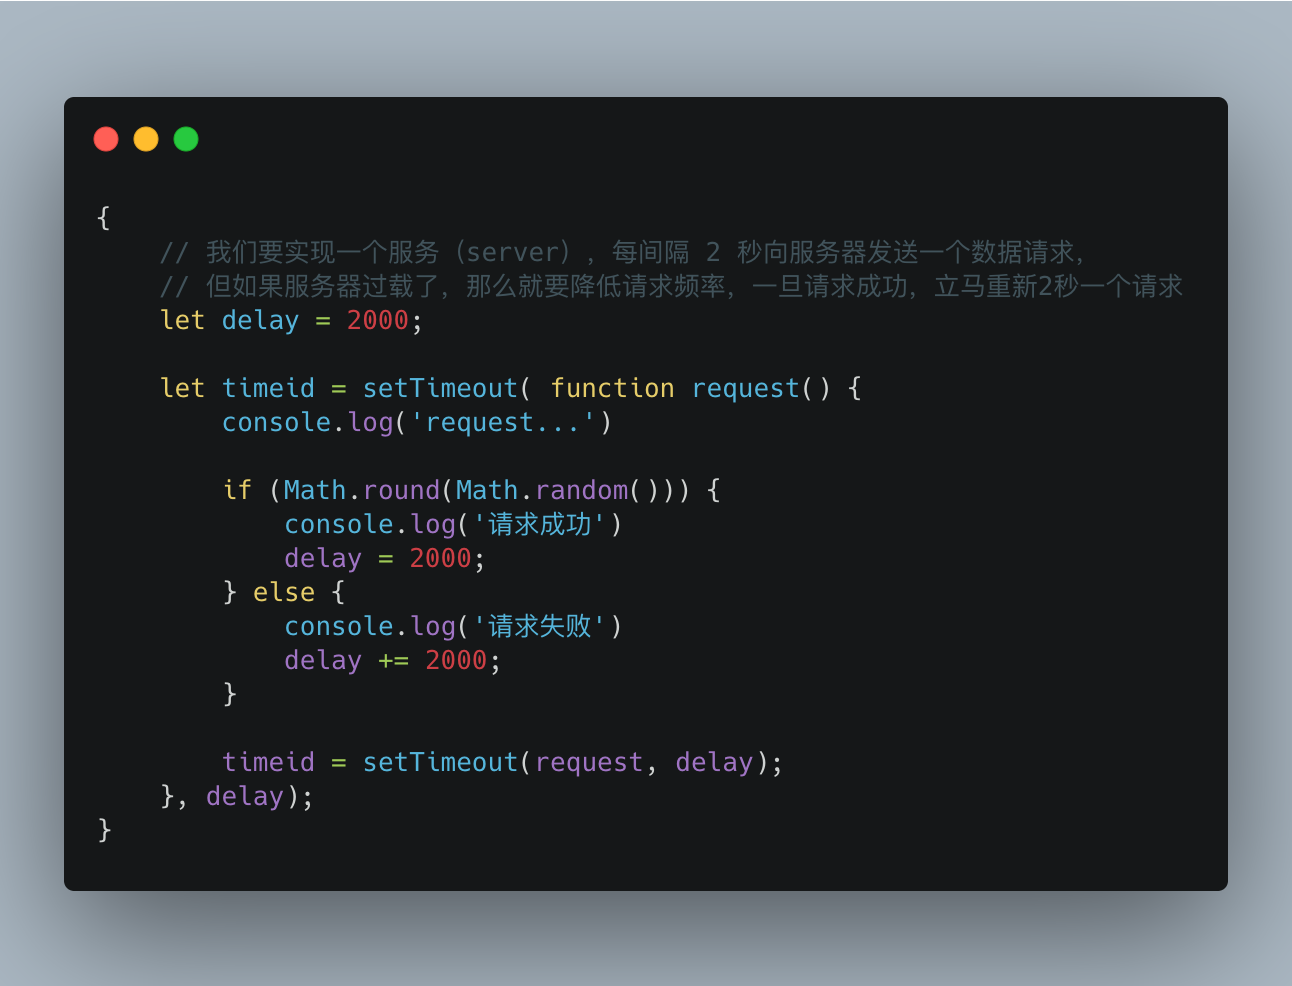 {
    // 我们要实现一个服务（server），每间隔 2 秒向服务器发送一个数据请求，
    // 但如果服务器过载了，那么就要降低请求频率，一旦请求成功，立马重新2秒一个请求
    let delay = 2000;

    let timeid = setTimeout( function request() {
        console.log('request...')

        if (Math.round(Math.random())) {
            console.log('请求成功')
            delay = 2000;
        } else {
            console.log('请求失败')
            delay += 2000;
        }

        timeid = setTimeout(request, delay);
    }, delay);
}